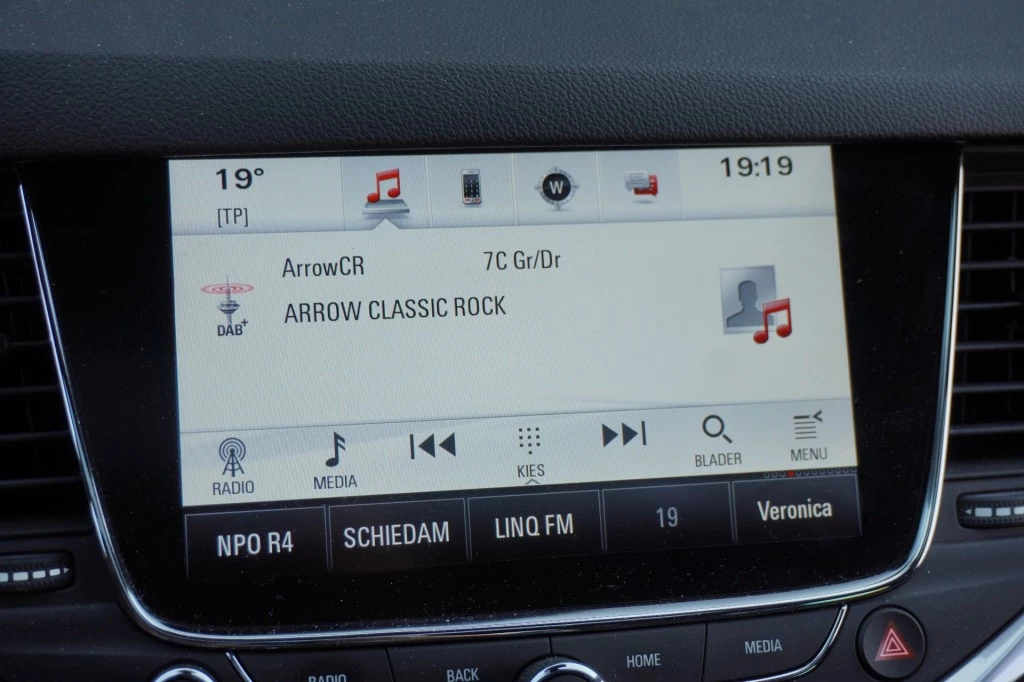 19° W 19:19
[TP]
ArrowCR 7C Gr/Dr
DAB+ ARROW CLASSIC ROCK
RADIO MEDIA KIES BLADER MENU
NPO R4 SCHIEDAM LINQ FM 19 Veronica
RADIO BACK HOME MEDIA